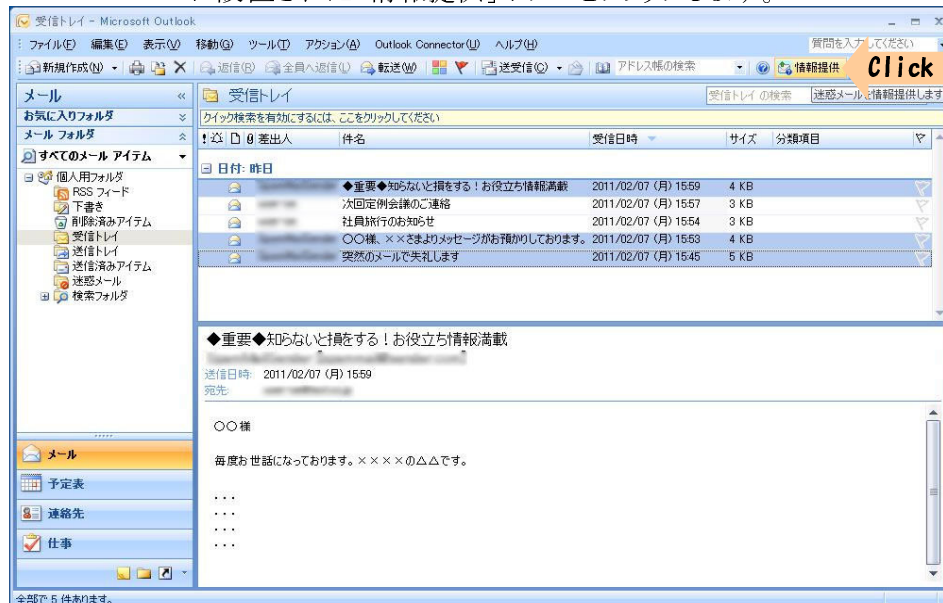 受信トレイ - Microsoft Outlook
ファイル(F) 編集(E) 表示(V) 移動(G) ツール(T) アクション(A) Outlook Connector(U) ヘルプ(H) 質問を入力してください
新規作成(N) 返信(R) 全員へ返信(L) 転送(W) 送受信(C) アドレス帳の検索 情報提供 Click
メール « 受信トレイ 受信トレイ の検索 迷惑メールを情報提供します
お気に入りフォルダ クイック検索を有効にするには、ここをクリックしてください
メール フォルダ 差出人 件名 受信日時 サイズ 分類項目
すべてのメール アイテム
日付: 昨日
個人用フォルダ
RSS フィード ◆重要◆知らないと損をする！お役立ち情報満載 2011/02/07 (月) 15:59 4 KB
下書き 次回定例会議のご連絡 2011/02/07 (月) 15:57 3 KB
削除済みアイテム 社員旅行のお知らせ 2011/02/07 (月) 15:54 3 KB
受信トレイ 〇〇様、××さまよりメッセージがお預かりしております。 2011/02/07 (月) 15:53 4 KB
送信トレイ 突然のメールで失礼します 2011/02/07 (月) 15:45 5 KB
送信済みアイテム
迷惑メール
検索フォルダ
◆重要◆知らないと損をする！お役立ち情報満載
送信日時: 2011/02/07 (月) 15:59
宛先:
〇〇様
毎度お世話になっております。××××の△△です。
...
...
...
...
メール
予定表
連絡先
仕事
全部で 5 件あります。